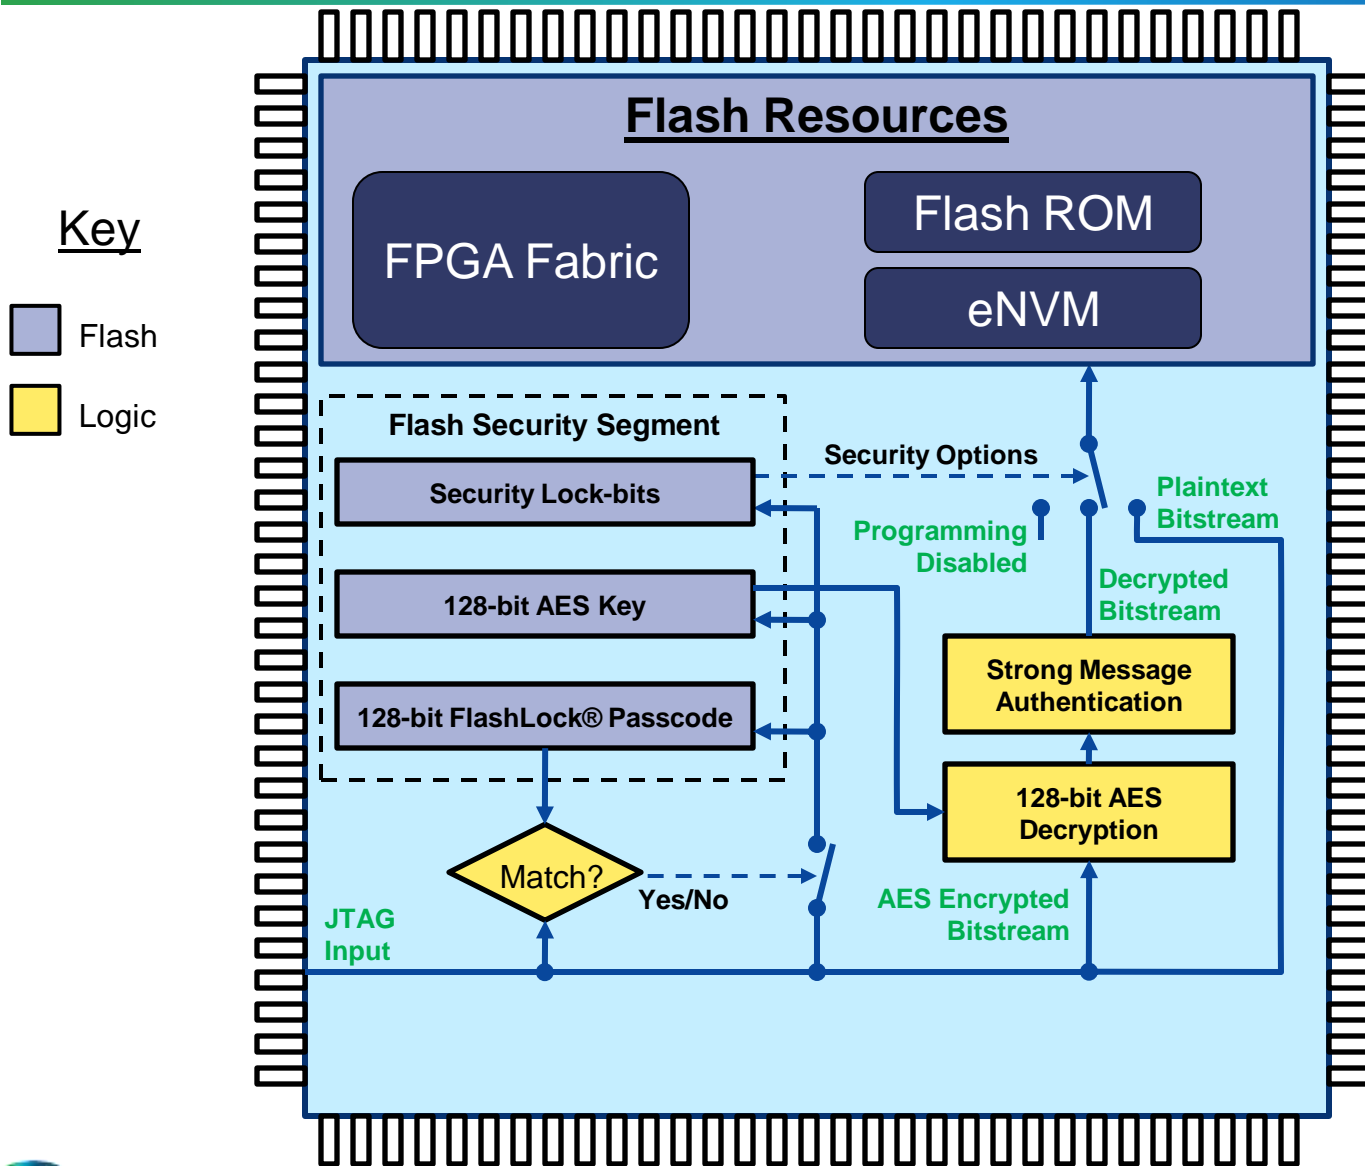 Flash Resources
FPGA Fabric
Flash ROM
eNVM
Key
Flash
Logic
Flash Security Segment
Security Lock-bits
128-bit AES Key
128-bit FlashLock® Passcode
Match?
Yes/No
JTAG
Input
Security Options
Programming
Disabled
Plaintext
Bitstream
Decrypted
Bitstream
Strong Message
Authentication
128-bit AES
Decryption
AES Encrypted
Bitstream